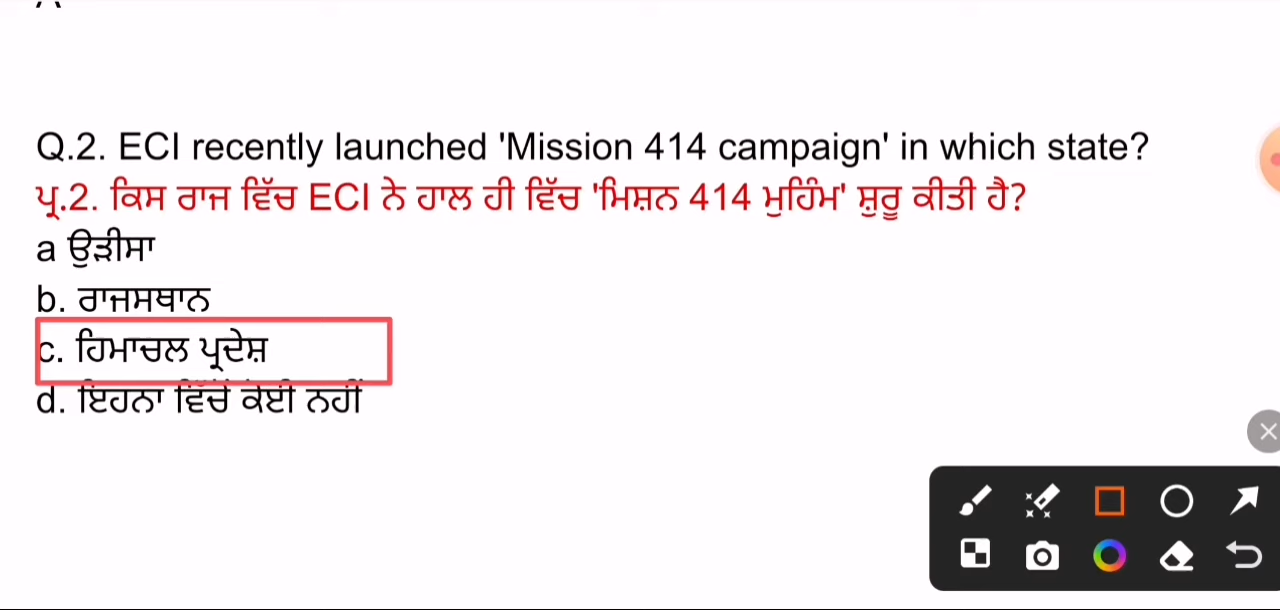 Q.2. ECI recently launched 'Mission 414 campaign' in which state?
ਪ੍ਰ.2. ਕਿਸ ਰਾਜ ਵਿੱਚ ECI ਨੇ ਹਾਲ ਹੀ ਵਿੱਚ 'ਮਿਸ਼ਨ 414 ਮੁਹਿੰਮ' ਸ਼ੁਰੂ ਕੀਤੀ ਹੈ?
a ਉੜੀਸਾ
b. ਰਾਜਸਥਾਨ
c. ਹਿਮਾਚਲ ਪ੍ਰਦੇਸ਼
d. ਇਹਨਾ ਵਿੱਚੋਂ ਕੋਈ ਨਹੀਂ